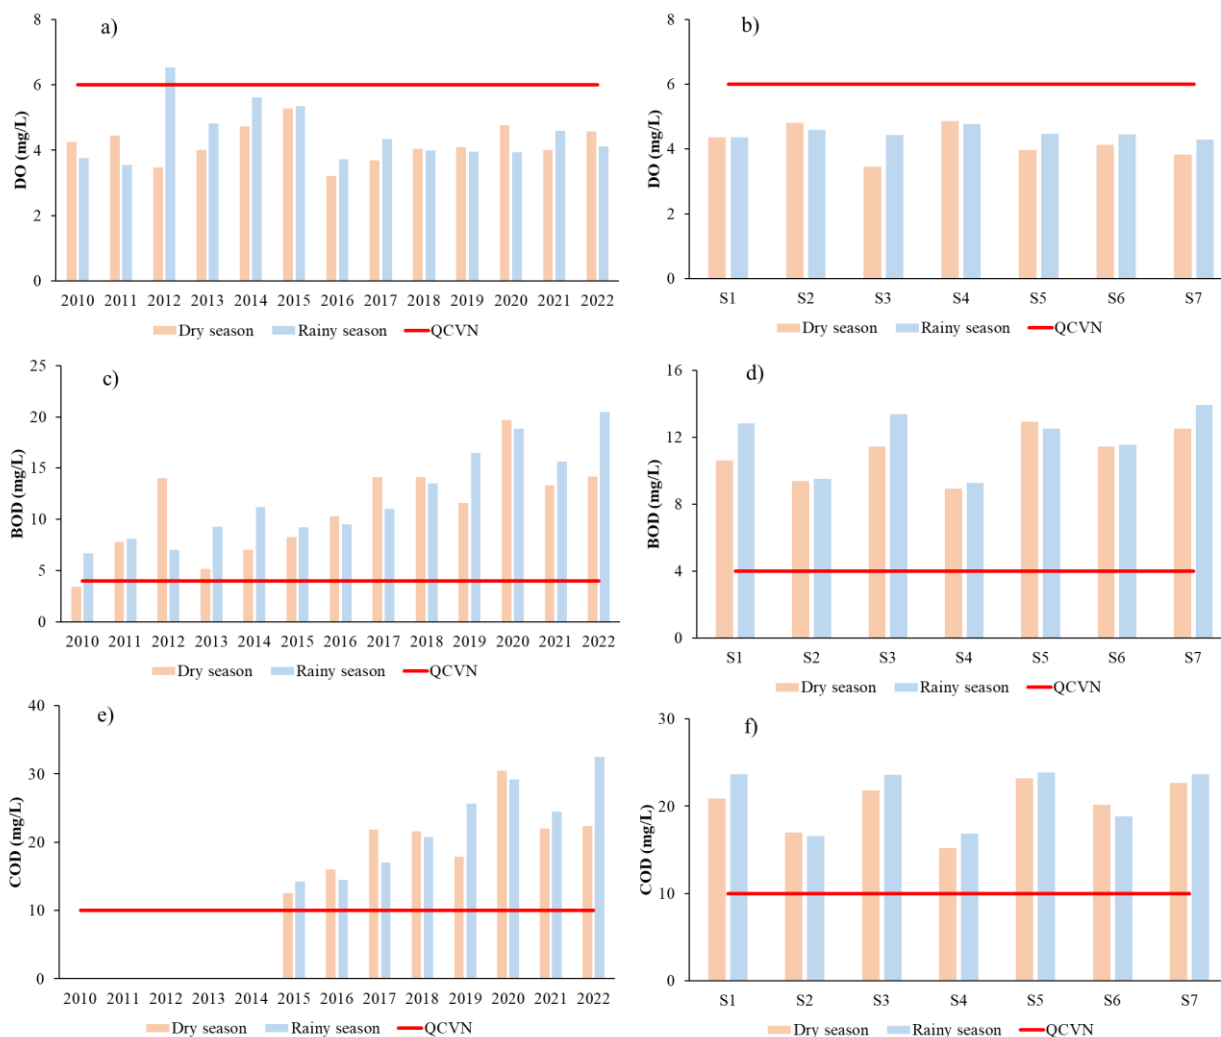 a)
8
6
4
2
0
DO (mg/L)
2010 2011 2012 2013 2014 2015 2016 2017 2018 2019 2020 2021 2022
Dry season Rainy season QCVN
b)
8
6
4
2
0
DO (mg/L)
S1 S2 S3 S4 S5 S6 S7
Dry season Rainy season QCVN
c)
25
20
15
10
5
0
BOD (mg/L)
2010 2011 2012 2013 2014 2015 2016 2017 2018 2019 2020 2021 2022
Dry season Rainy season QCVN
d)
16
12
8
4
0
BOD (mg/L)
S1 S2 S3 S4 S5 S6 S7
Dry season Rainy season QCVN
e)
40
30
20
10
0
COD (mg/L)
2010 2011 2012 2013 2014 2015 2016 2017 2018 2019 2020 2021 2022
Dry season Rainy season QCVN
f)
30
20
10
0
COD (mg/L)
S1 S2 S3 S4 S5 S6 S7
Dry season Rainy season QCVN